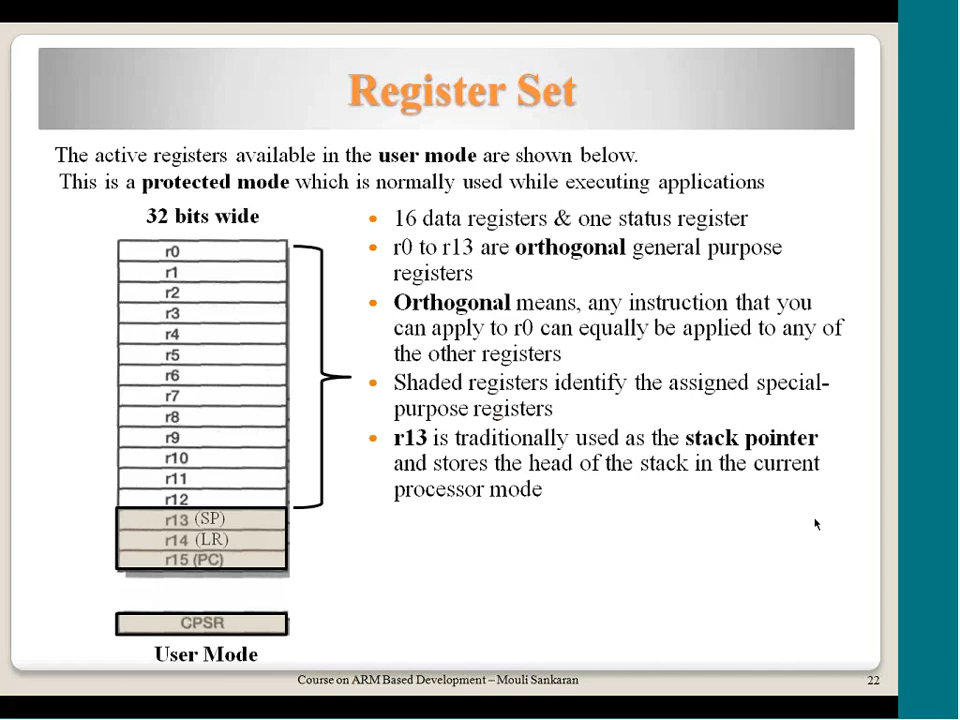 Register Set
The active registers available in the user mode are shown below.
This is a protected mode which is normally used while executing applications
32 bits wide
r0
r1
r2
r3
r4
r5
r6
r7
r8
r9
r10
r11
r12
r13 (SP)
r14 (LR)
r15 (PC)
CPSR
User Mode
• 16 data registers & one status register
• r0 to r13 are orthogonal general purpose
registers
• Orthogonal means, any instruction that you
can apply to r0 can equally be applied to any of
the other registers
• Shaded registers identify the assigned special-
purpose registers
• r13 is traditionally used as the stack pointer
and stores the head of the stack in the current
processor mode
Course on ARM Based Development – Mouli Sankaran
22